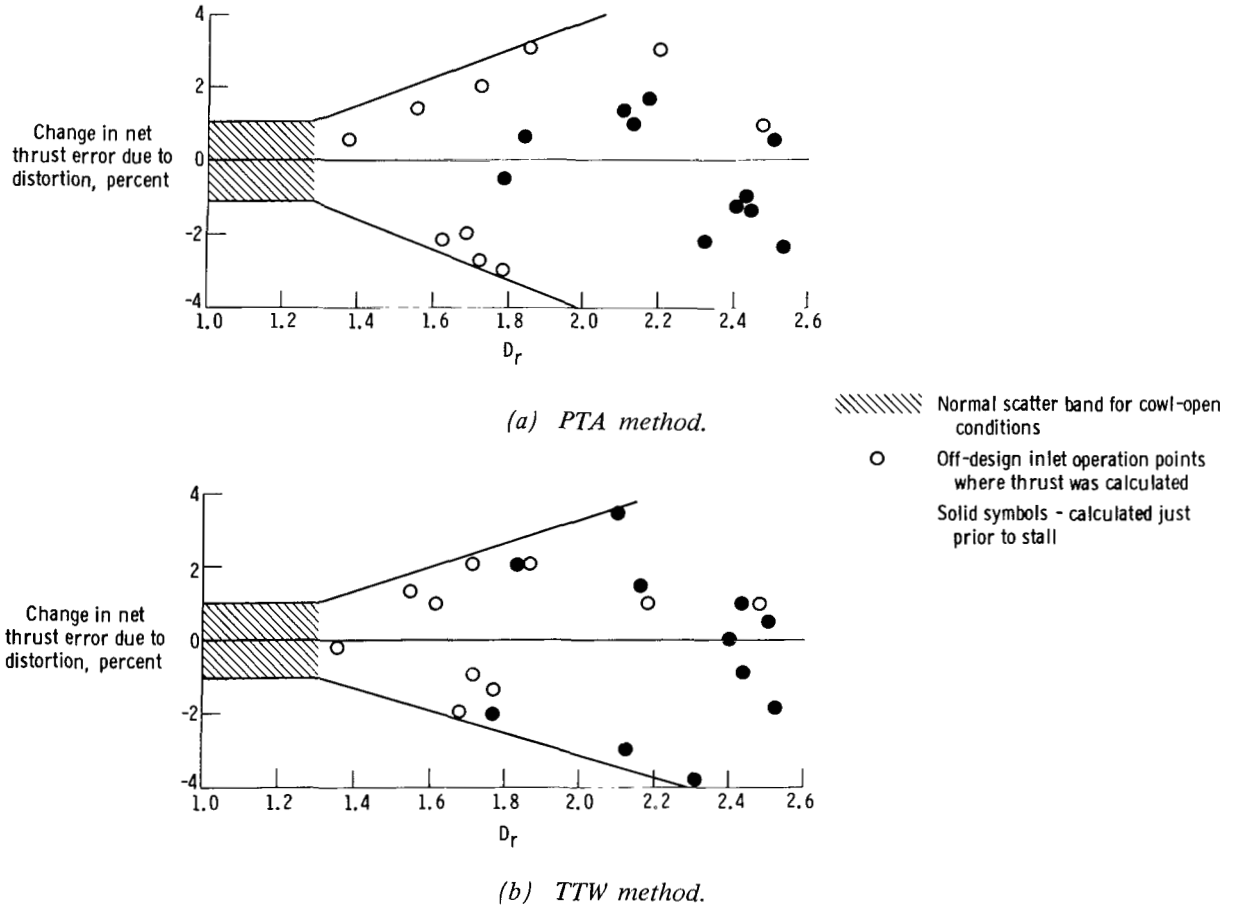 4
2
Change in net
thrust error due to
distortion, percent
0
-2
-4
1.0 1.2 1.4 1.6 1.8 2.0 2.2 2.4 2.6
Dr
(a) PTA method.
Normal scatter band for cowl-open
conditions
Off-design inlet operation points
where thrust was calculated
Solid symbols - calculated just
prior to stall
4
2
Change in net
thrust error due to
distortion, percent
0
-2
-4
1.0 1.2 1.4 1.6 1.8 2.0 2.2 2.4 2.6
Dr
(b) TTW method.